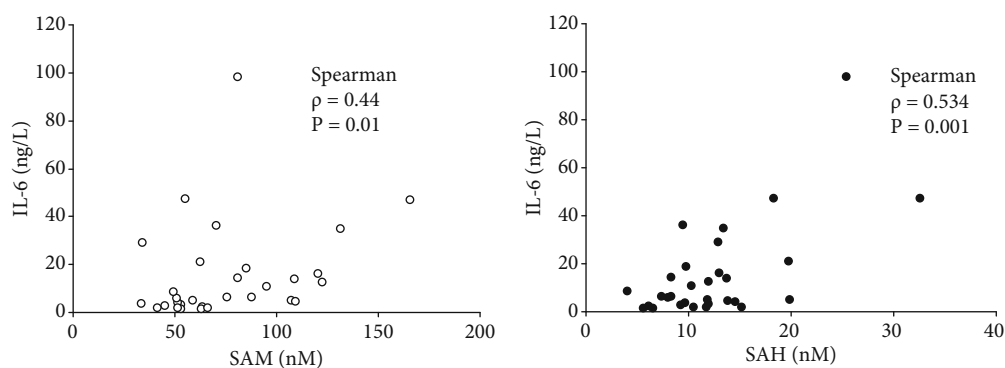 120
100
80
60
40
20
0
IL-6 (ng/L)
Spearman
ρ = 0.44
P = 0.01
0
50
100
150
200
SAM (nM)
120
100
80
60
40
20
0
IL-6 (ng/L)
Spearman
ρ = 0.534
P = 0.001
0
10
20
30
40
SAH (nM)